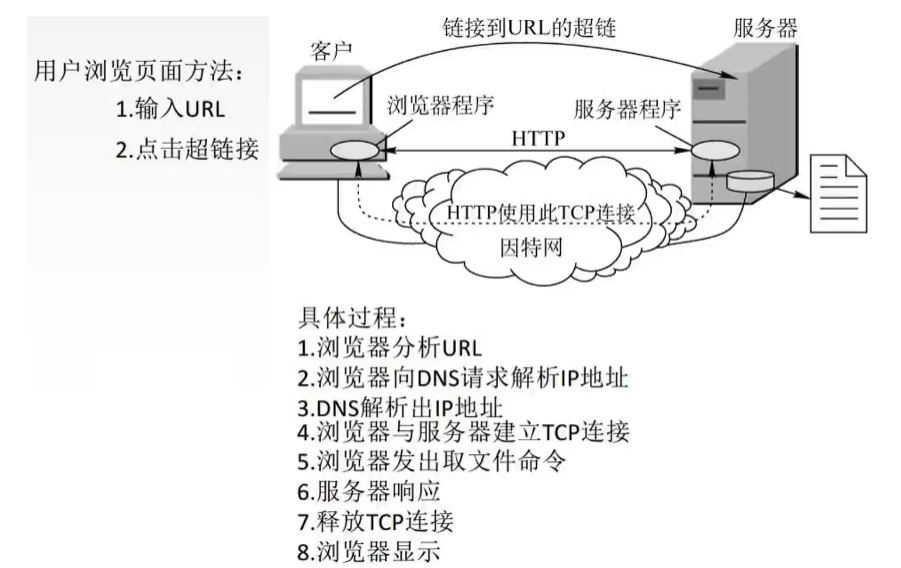 用户浏览页面方法：
1.输入URL
2.点击超链接
链接到URL的超链
客户
服务器
浏览器程序
服务器程序
HTTP
HTTP使用此TCP连接
因特网
具体过程：
1.浏览器分析URL
2.浏览器向DNS请求解析IP地址
3.DNS解析出IP地址
4.浏览器与服务器建立TCP连接
5.浏览器发出取文件命令
6.服务器响应
7.释放TCP连接
8.浏览器显示